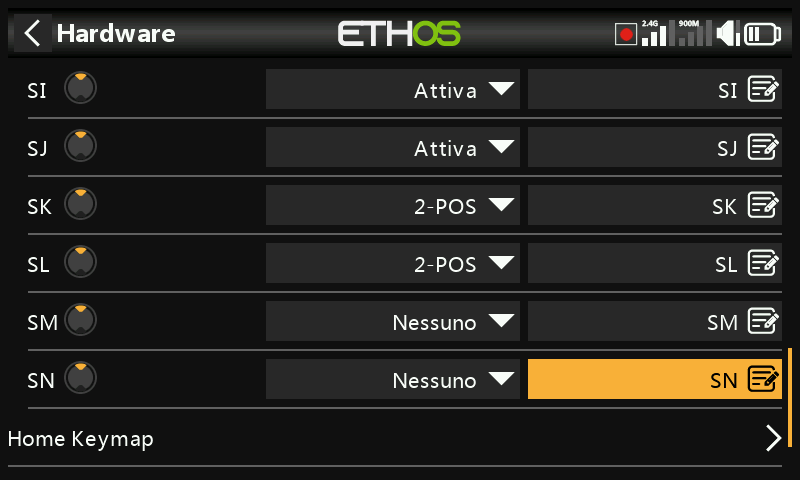 Hardware
ETHOS
2.4G
900M
SI Attiva SI
SJ Attiva SJ
SK 2-POS SK
SL 2-POS SL
SM Nessuno SM
SN Nessuno SN
Home Keymap